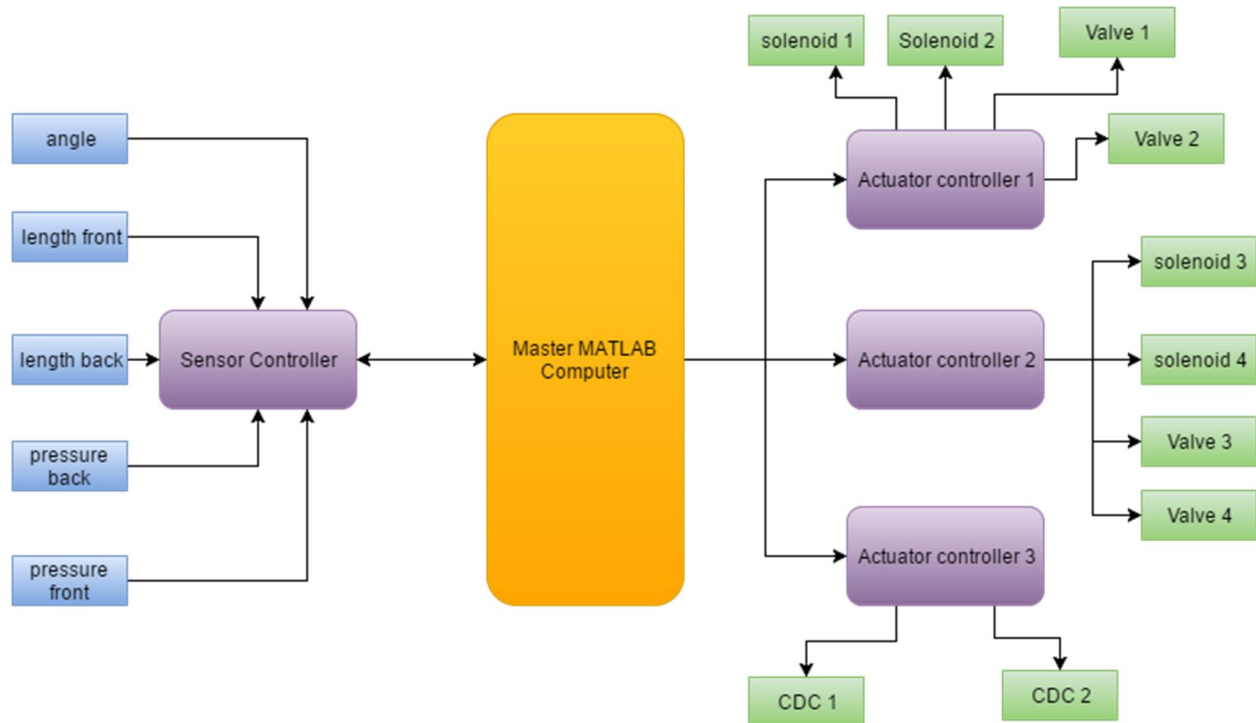 solenoid 1
Solenoid 2
Valve 1
angle
Valve 2
Actuator controller 1
length front
solenoid 3
length back
Sensor Controller
Master MATLAB
Computer
Actuator controller 2
solenoid 4
pressure
back
Valve 3
Valve 4
pressure
front
Actuator controller 3
CDC 1
CDC 2